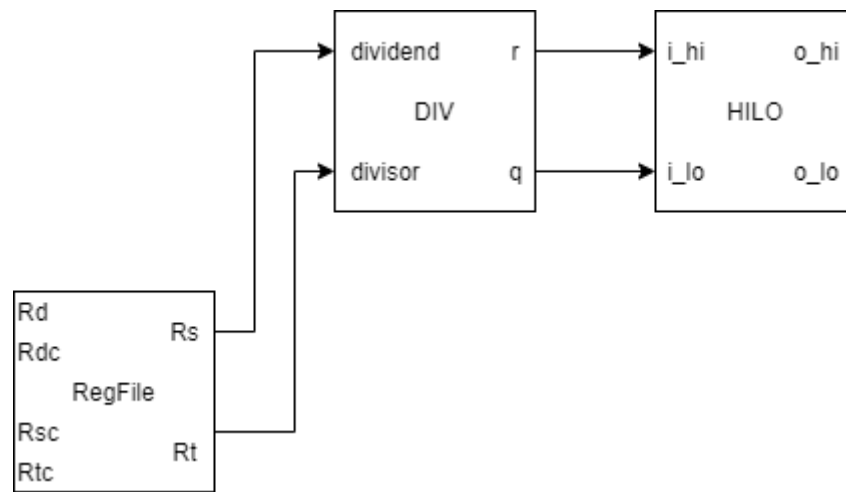 dividend r
DIV
divisor q
i_hi o_hi
HILO
i_lo o_lo
Rd
Rs
Rdc
RegFile
Rsc
Rt
Rtc